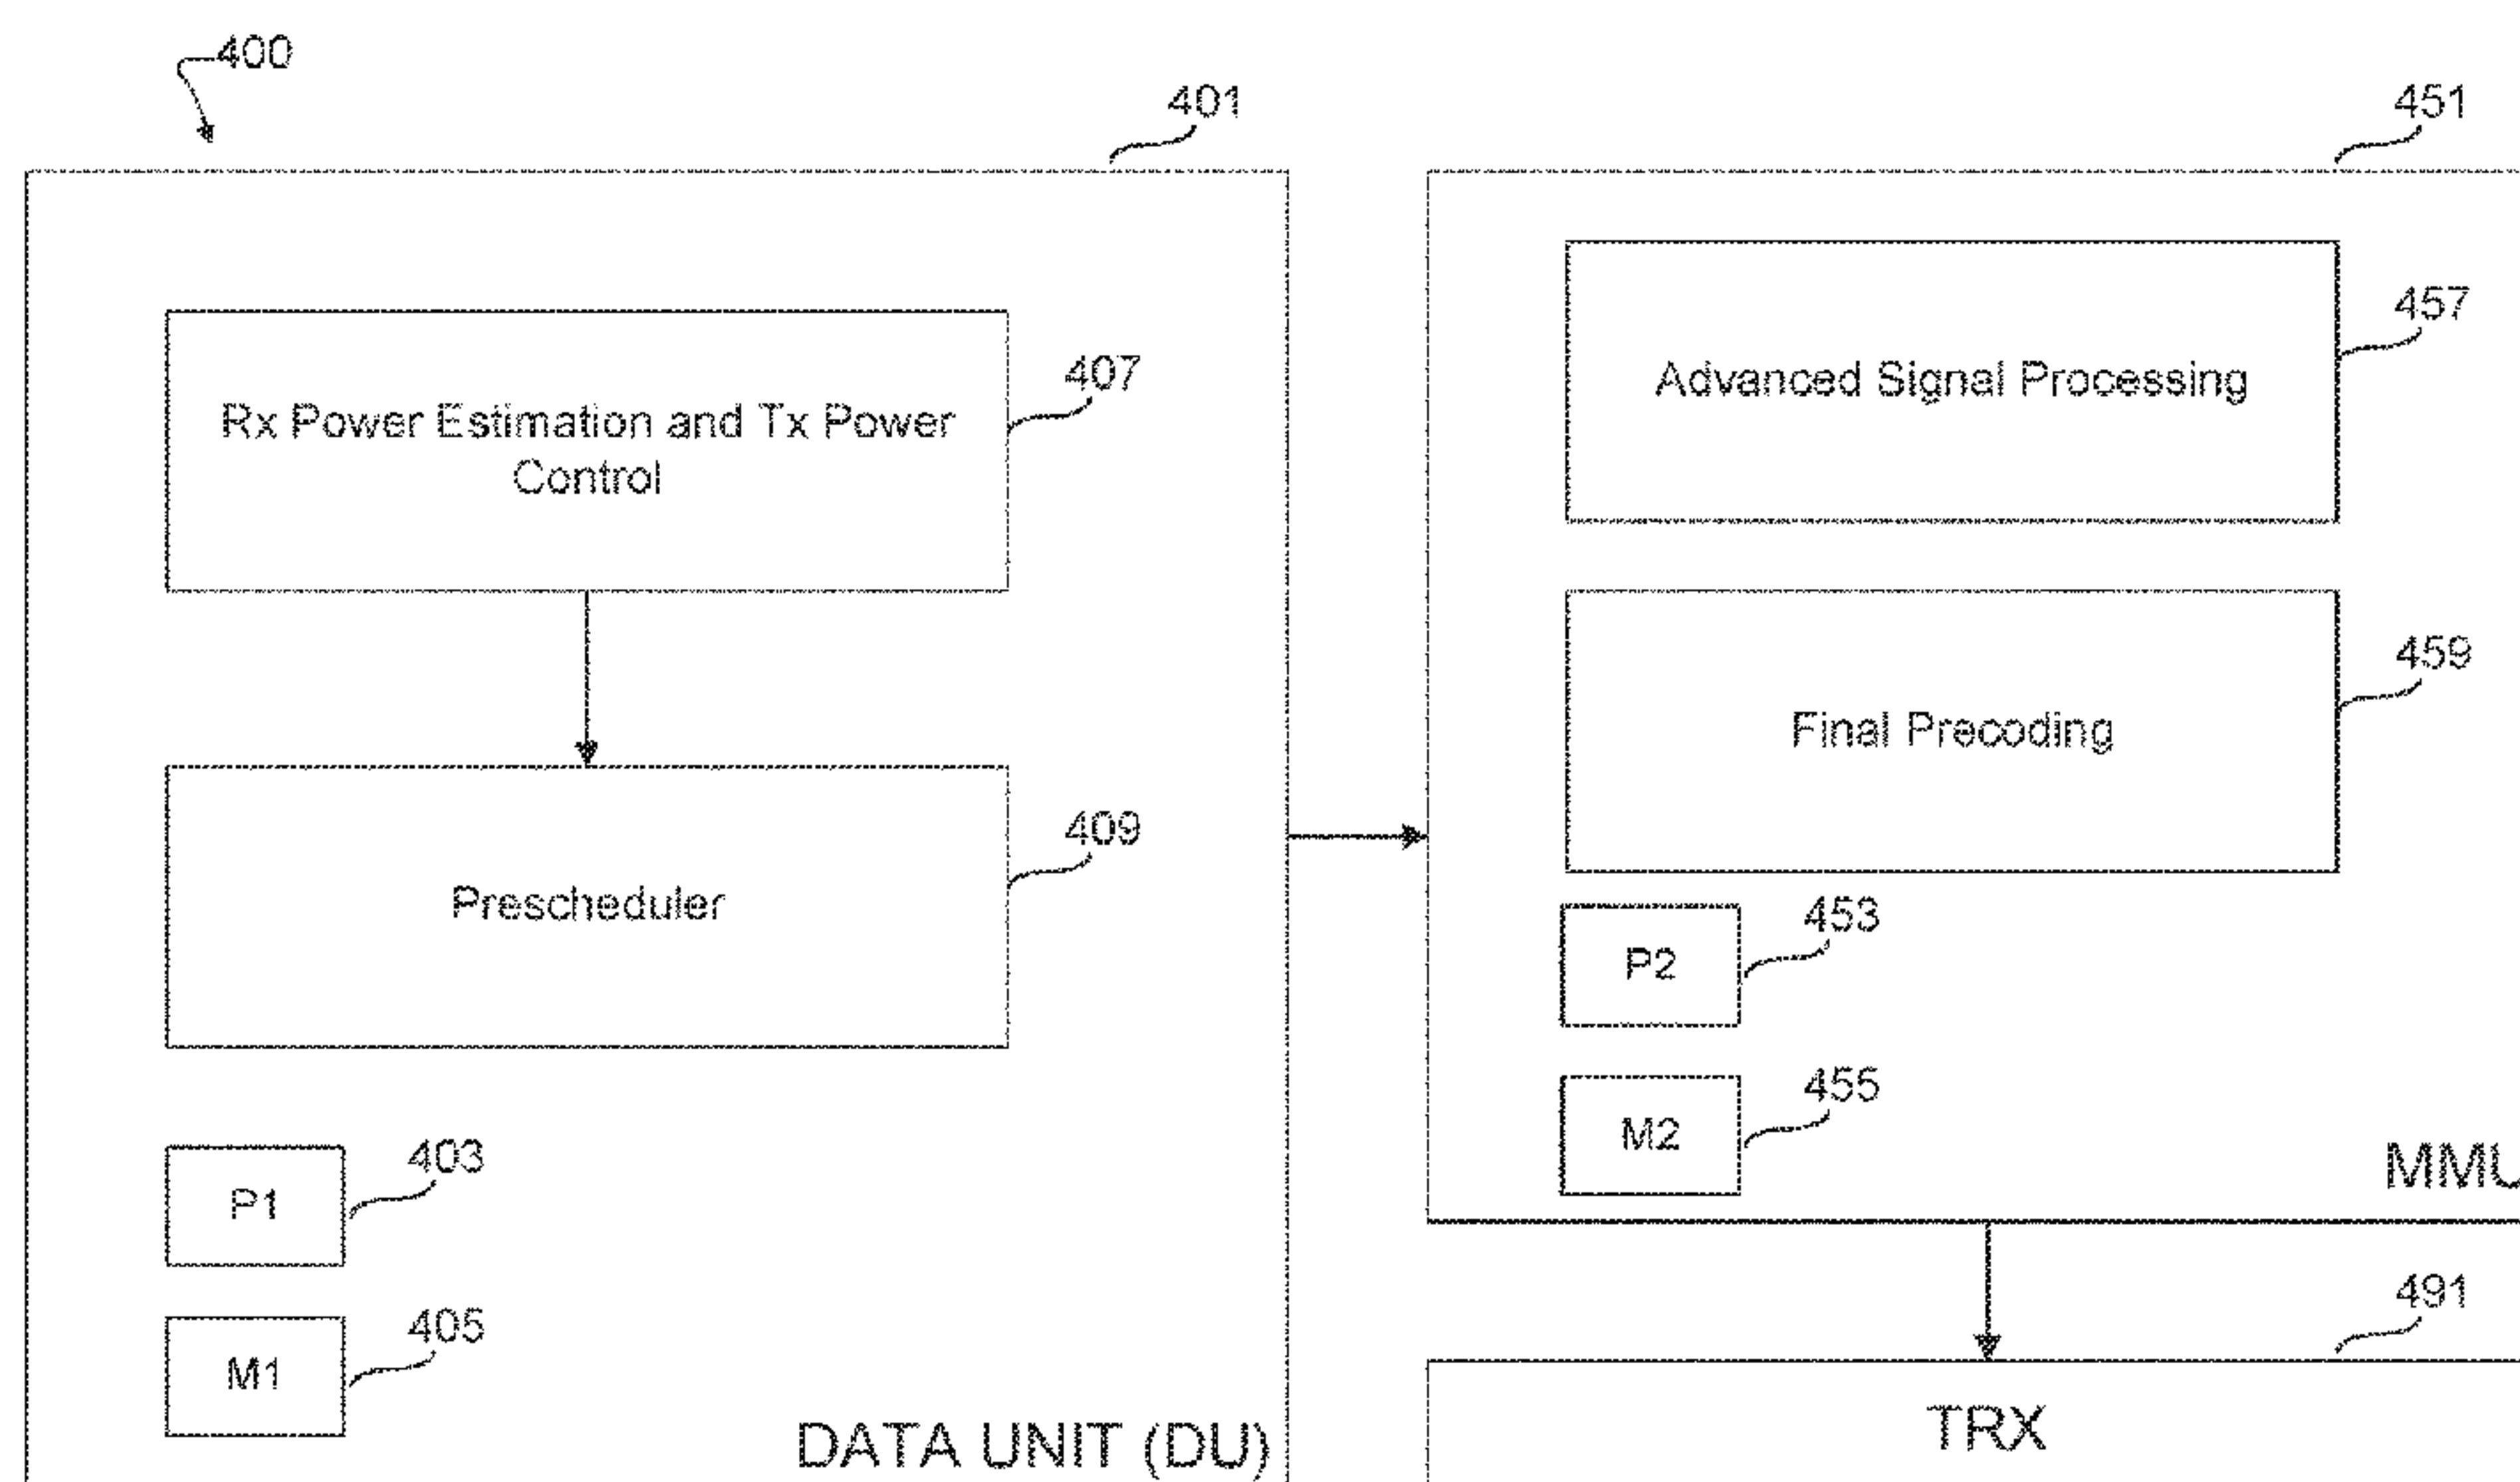 400
401
451
Rx Power Estimation and Tx Power
Control
407
Advanced Signal Processing
457
Prescheduler
409
Final Precoding
459
P2
453
M2
455
MMU
P1
403
M1
405
DATA UNIT (DU)
491
TRX